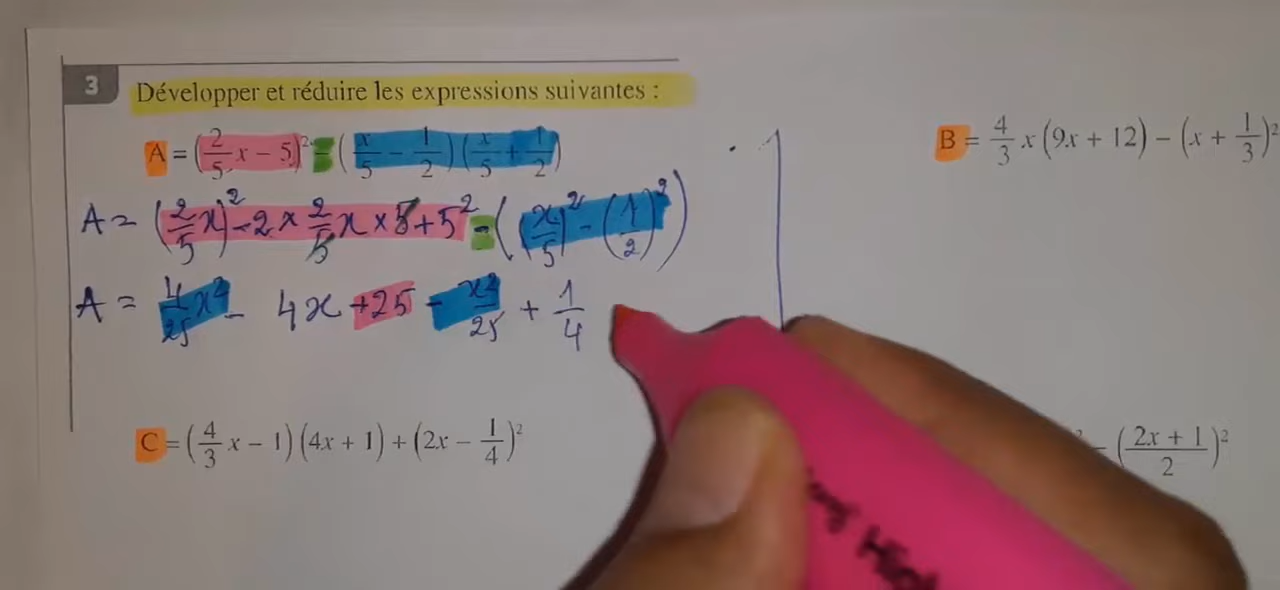 3 Développer et réduire les expressions suivantes :
A = (2/5 x − 5)² − (x/5 − 1/2)(x/5 + 1/2)
B = 4/3 x (9x + 12) − (x + 1/3)²
A = (2/5 x)² − 2 × 2/5 x × 5 + 5² − ((x/5)² − (1/2)²)
A = 4/25 x² − 4x + 25 − x²/25 + 1/4
C = (4/3 x − 1)(4x + 1) + (2x − 1/4)²
− (2x + 1 / 2)²